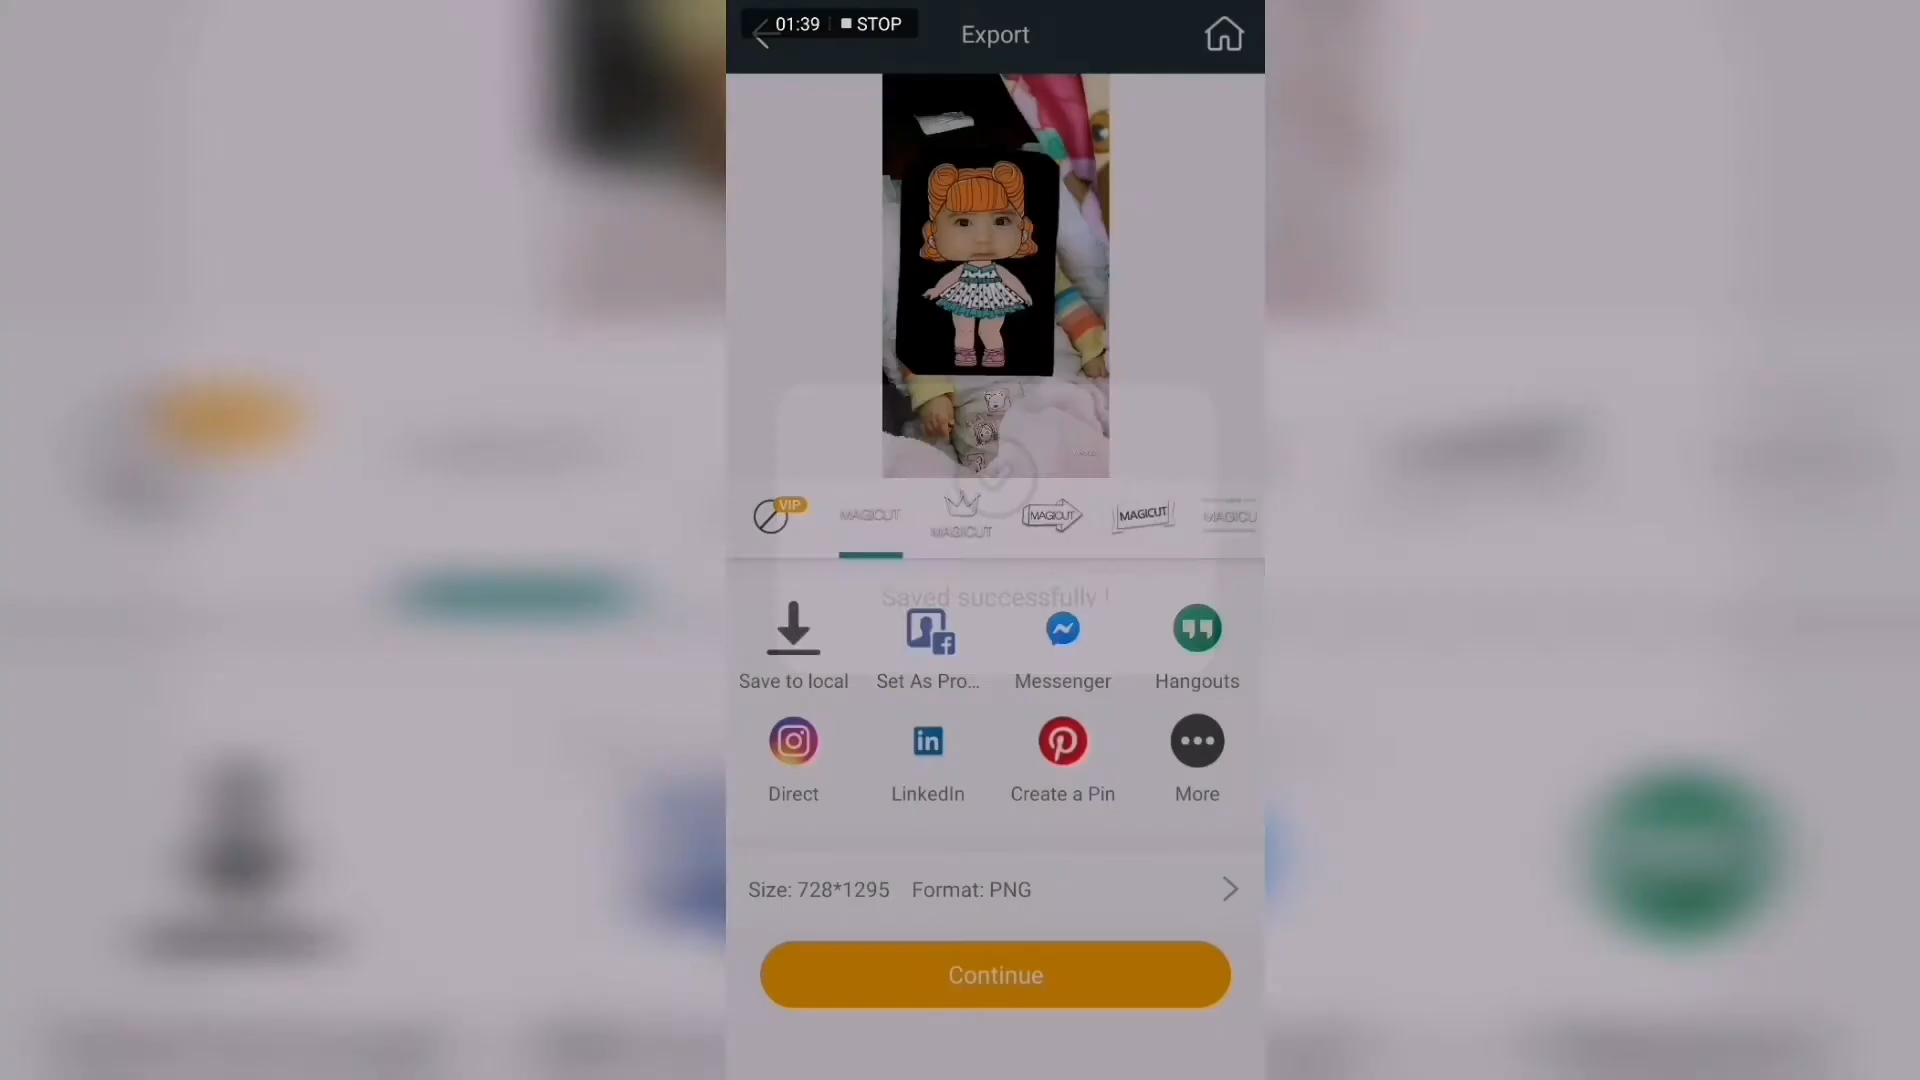 01:39 STOP
Export
VIP
MAGICUT
MAGICUT
MAGICUT
MAGICUT
MAGICU
Saved successfully !
Save to local
Set As Pro...
Messenger
Hangouts
Direct
LinkedIn
Create a Pin
More
Size: 728*1295 Format: PNG
Continue